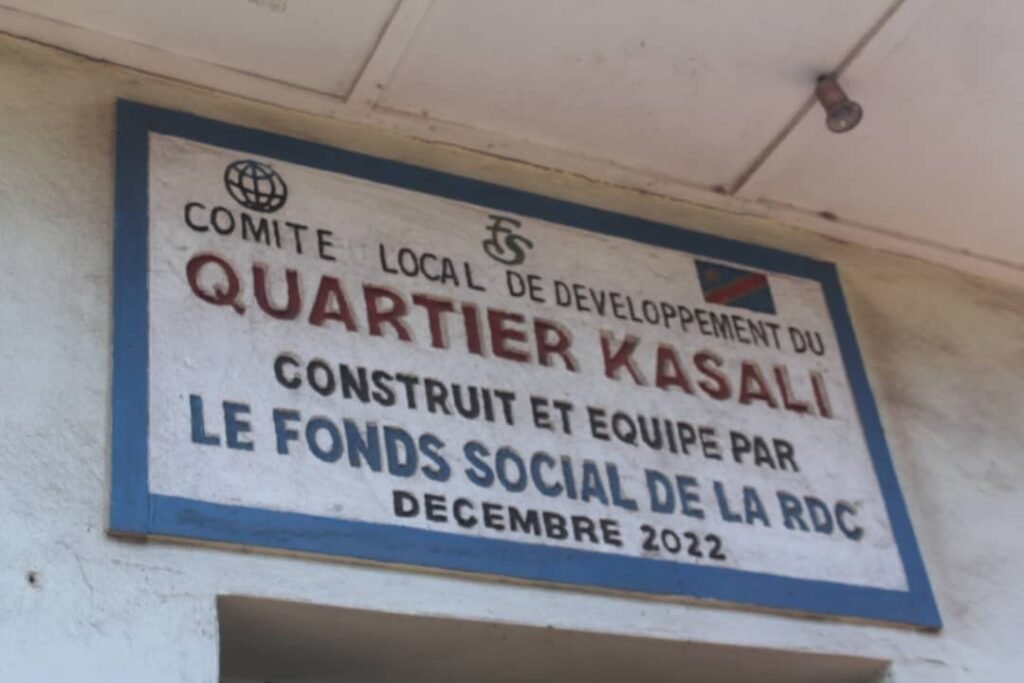 FS
COMITE LOCAL DE DEVELOPPEMENT DU
QUARTIER KASALI
CONSTRUIT ET EQUIPE PAR
LE FONDS SOCIAL DE LA RDC
DECEMBRE 2022